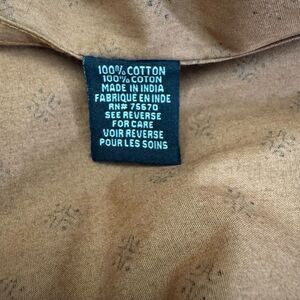 100% COTTON
100% COTON
MADE IN INDIA
FABRIQUE EN INDE
RN# 75670
SEE REVERSE
FOR CARE
VOIR REVERSE
POUR LES SOINS